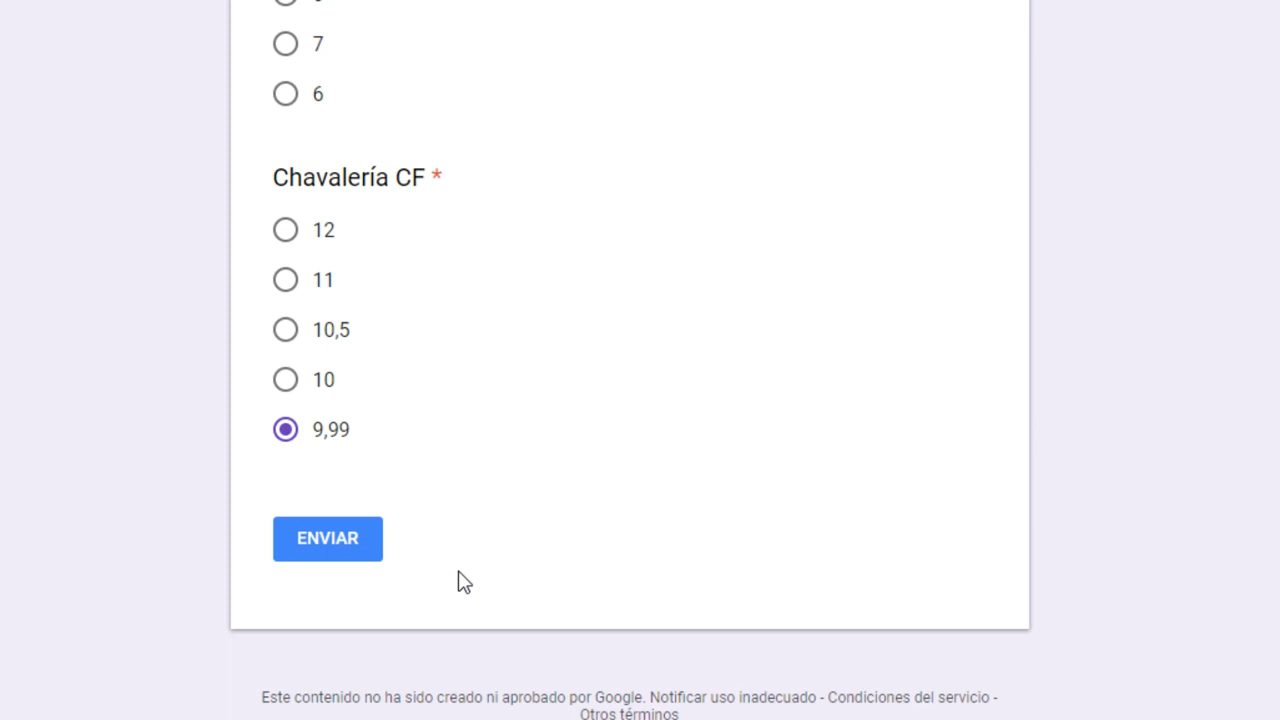 7
6
Chavalería CF *
12
11
10,5
10
9,99
ENVIAR
Este contenido no ha sido creado ni aprobado por Google. Notificar uso inadecuado - Condiciones del servicio -
Otros términos